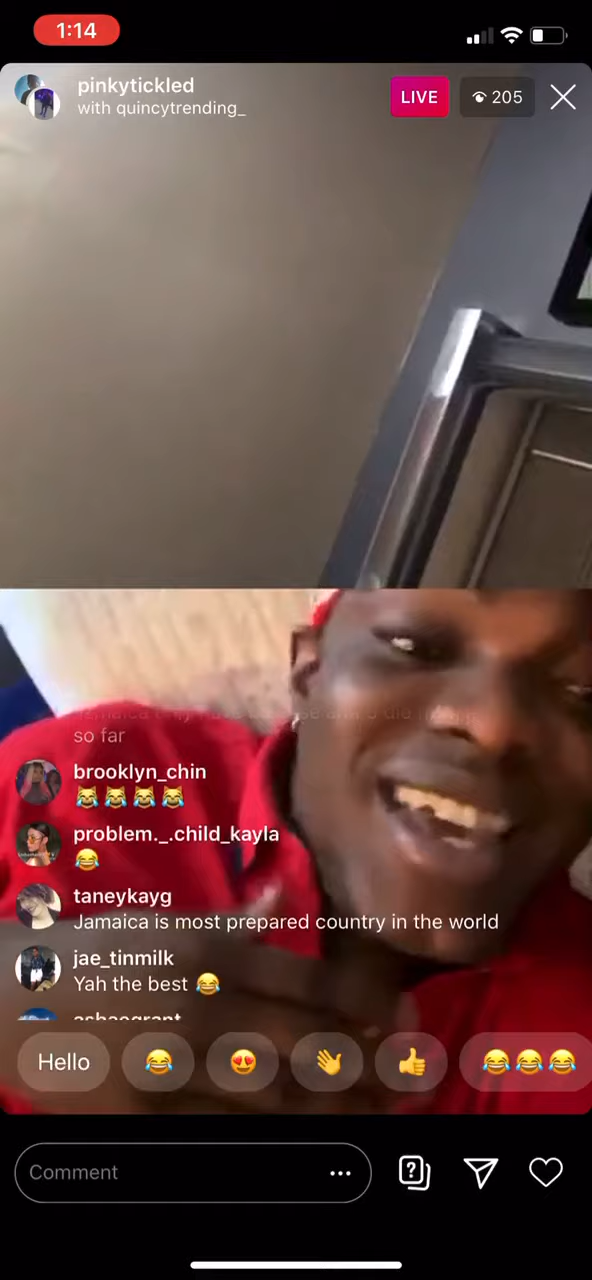 1:14
pinkytickled
with quincytrending_
LIVE
205
so far
brooklyn_chin
😹😹😹😹
problem._.child_kayla
😂
taneykayg
Jamaica is most prepared country in the world
jae_tinmilk
Yah the best 😂
Hello
😂
😍
👋
👍
😂😂😂
Comment